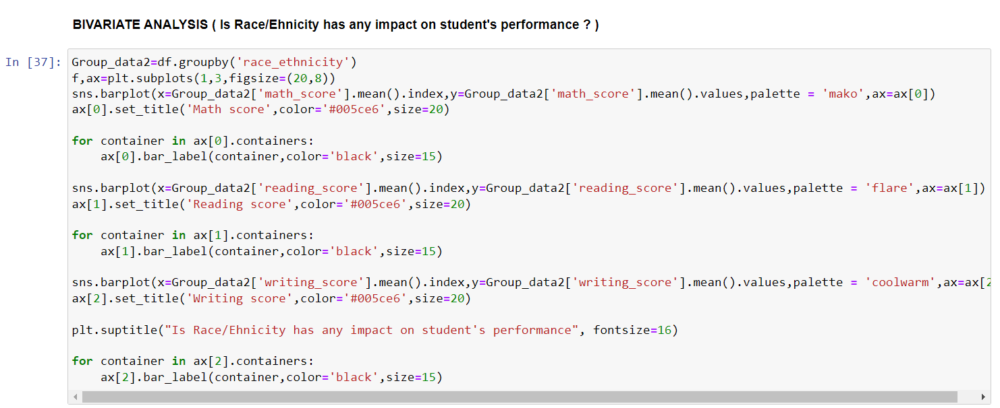 BIVARIATE ANALYSIS ( Is Race/Ehnicity has any impact on student's performance ? )
In [37]: Group_data2=df.groupby('race_ethnicity')
f,ax=plt.subplots(1,3,figsize=(20,8))
sns.barplot(x=Group_data2['math_score'].mean().index,y=Group_data2['math_score'].mean().values,palette = 'mako',ax=ax[0])
ax[0].set_title('Math score',color='#005ce6',size=20)
for container in ax[0].containers:
    ax[0].bar_label(container,color='black',size=15)
sns.barplot(x=Group_data2['reading_score'].mean().index,y=Group_data2['reading_score'].mean().values,palette = 'flare',ax=ax[1])
ax[1].set_title('Reading score',color='#005ce6',size=20)
for container in ax[1].containers:
    ax[1].bar_label(container,color='black',size=15)
sns.barplot(x=Group_data2['writing_score'].mean().index,y=Group_data2['writing_score'].mean().values,palette = 'coolwarm',ax=ax[2
ax[2].set_title('Writing score',color='#005ce6',size=20)
plt.suptitle("Is Race/Ehnicity has any impact on student's performance", fontsize=16)
for container in ax[2].containers:
    ax[2].bar_label(container,color='black',size=15)